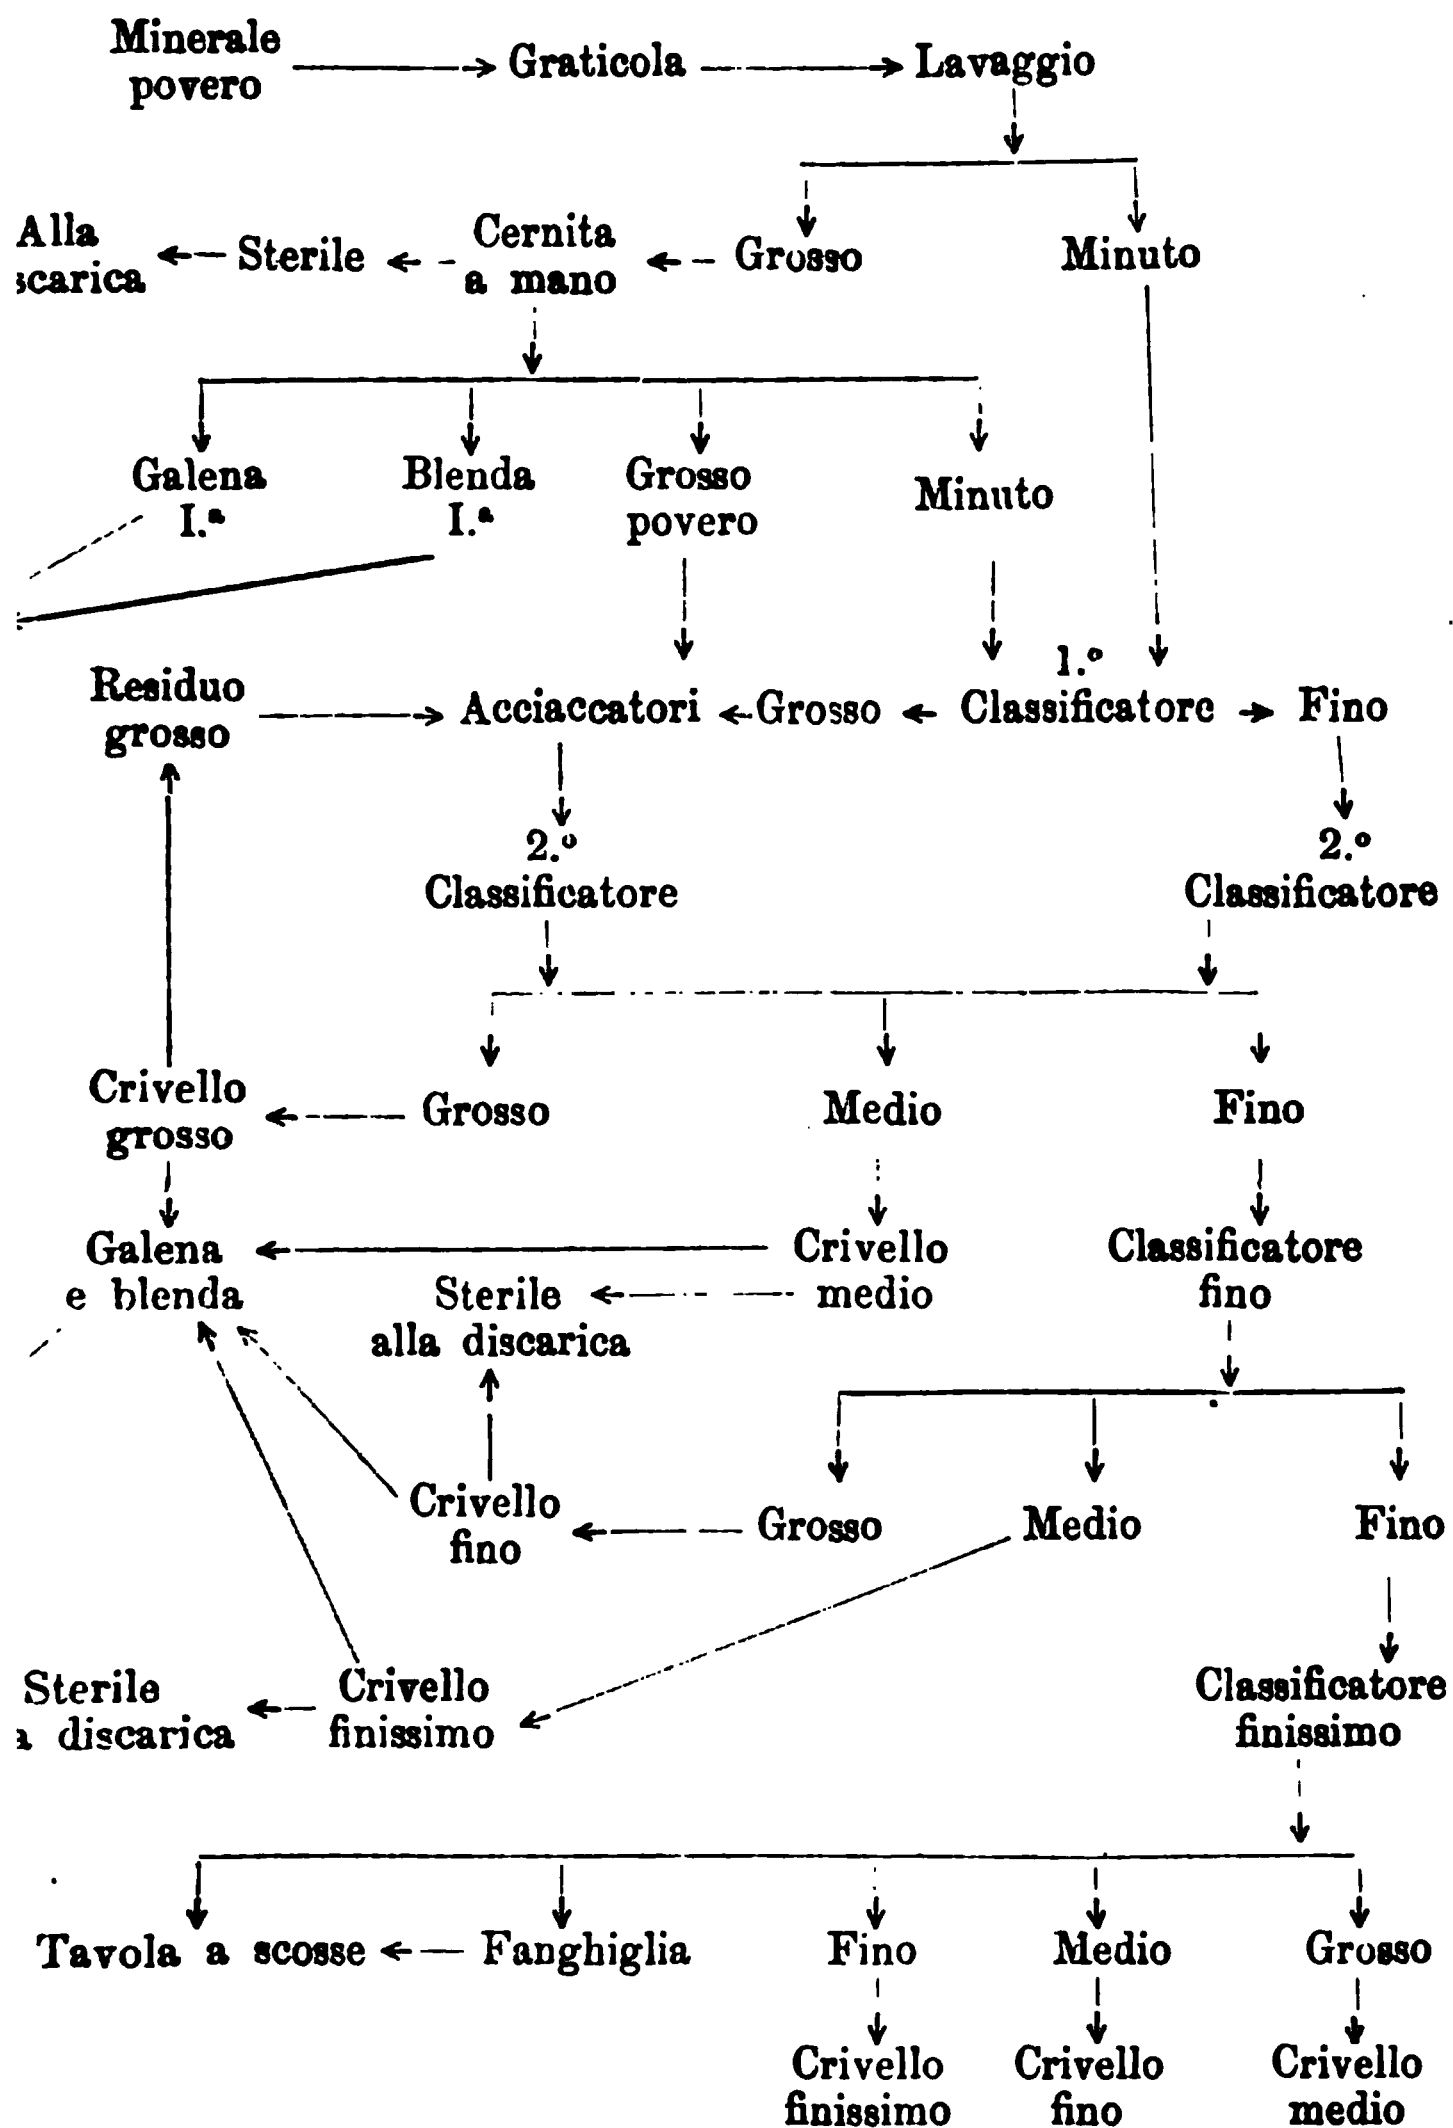 Minerale
povero
Graticola
Lavaggio
Alla
scarica
Sterile
Cernita
a mano
Grosso
Minuto
Galena
I.ª
Blenda
I.ª
Grosso
povero
Minuto
Residuo
grosso
Acciaccatori
Grosso
1.º
Classificatore
Fino
2.º
Classificatore
2.º
Classificatore
Crivello
grosso
Grosso
Medio
Fino
Galena
e blenda
Sterile
alla discarica
Crivello
medio
Classificatore
fino
Crivello
fino
Grosso
Medio
Fino
Sterile
a discarica
Crivello
finissimo
Classificatore
finissimo
Tavola a scosse
Fanghiglia
Fino
Medio
Grosso
Crivello
finissimo
Crivello
fino
Crivello
medio